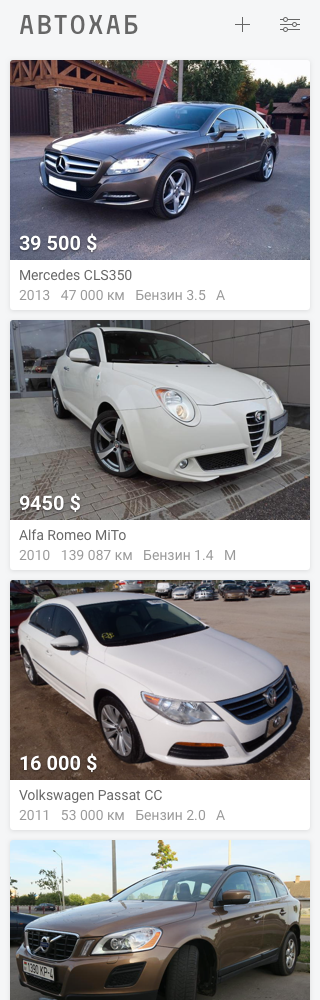 АВТОХАБ
39 500 $
Mercedes CLS350
2013 47 000 км Бензин 3.5 А
9450 $
Alfa Romeo MiTo
2010 139 087 км Бензин 1.4 М
16 000 $
Volkswagen Passat CC
2011 53 000 км Бензин 2.0 А